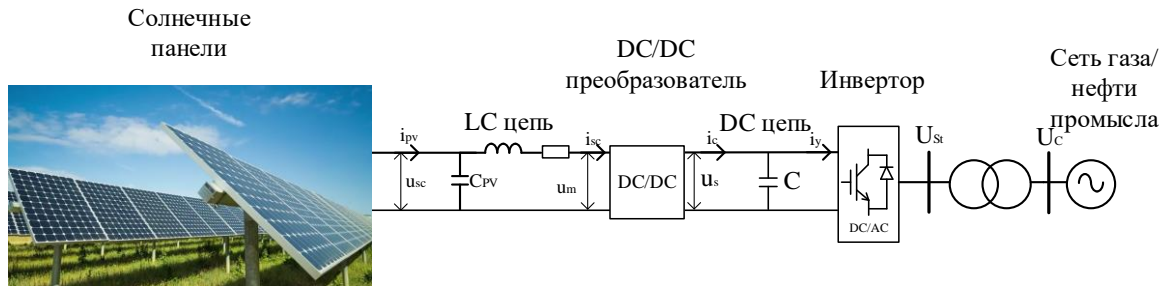 Солнечные
панели
DC/DC
преобразователь
Инвертор
Сеть газа/
нефти
промысла
LC цепь
DC цепь
ipv
isc
ic
iy
USt
UC
usc
CPV
um
DC/DC
us
C
DC/AC